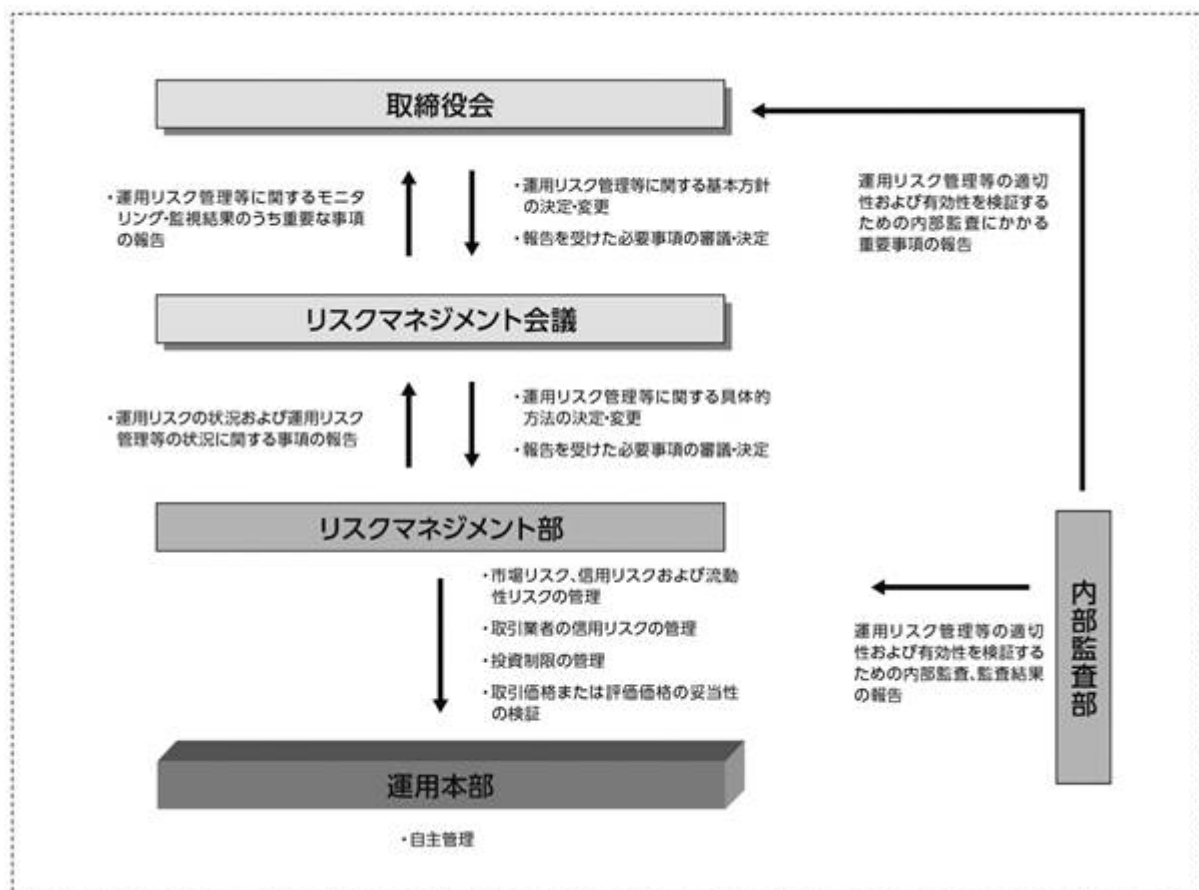 取締役会
・運用リスク管理等に関するモニタ
リング・監視結果のうち重要な事項
の報告
・運用リスク管理等に関する基本方針
の決定・変更
・報告を受けた必要事項の審議・決定
運用リスク管理等の適切
性および有効性を検証する
ための内部監査にかかる
重要事項の報告
リスクマネジメント会議
・運用リスクの状況および運用リスク
管理等の状況に関する事項の報告
・運用リスク管理等に関する具体的
方法の決定・変更
・報告を受けた必要事項の審議・決定
リスクマネジメント部
・市場リスク、信用リスクおよび流動
性リスクの管理
・取引業者の信用リスクの管理
・投資制限の管理
・取引価格または評価価格の妥当性
の検証
運用リスク管理等の適切
性および有効性を検証する
ための内部監査、監査結果
の報告
内部監査部
運用本部
・自主管理